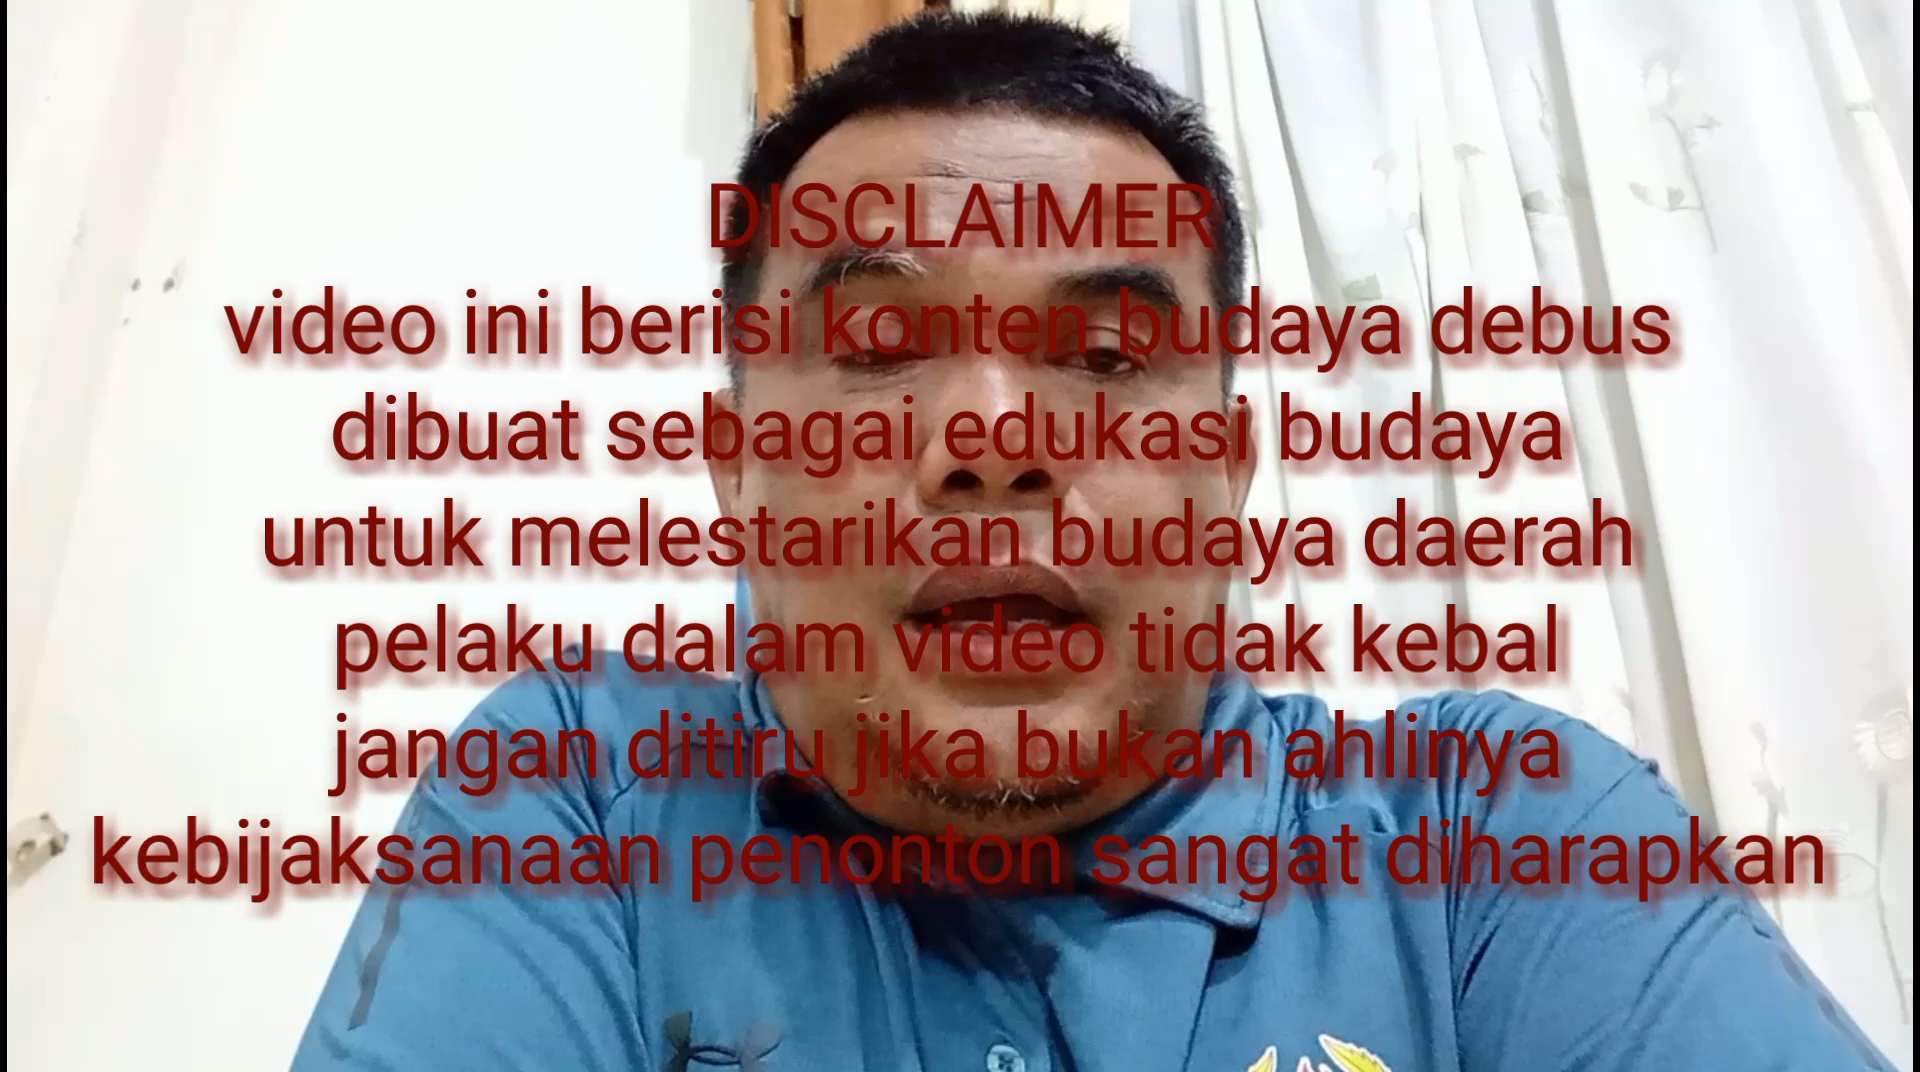 DISCLAIMER
video ini berisi konten budaya debus
dibuat sebagai edukasi budaya
untuk melestarikan budaya daerah
pelaku dalam video tidak kebal
jangan ditiru jika bukan ahlinya
kebijaksanaan penonton sangat diharapkan